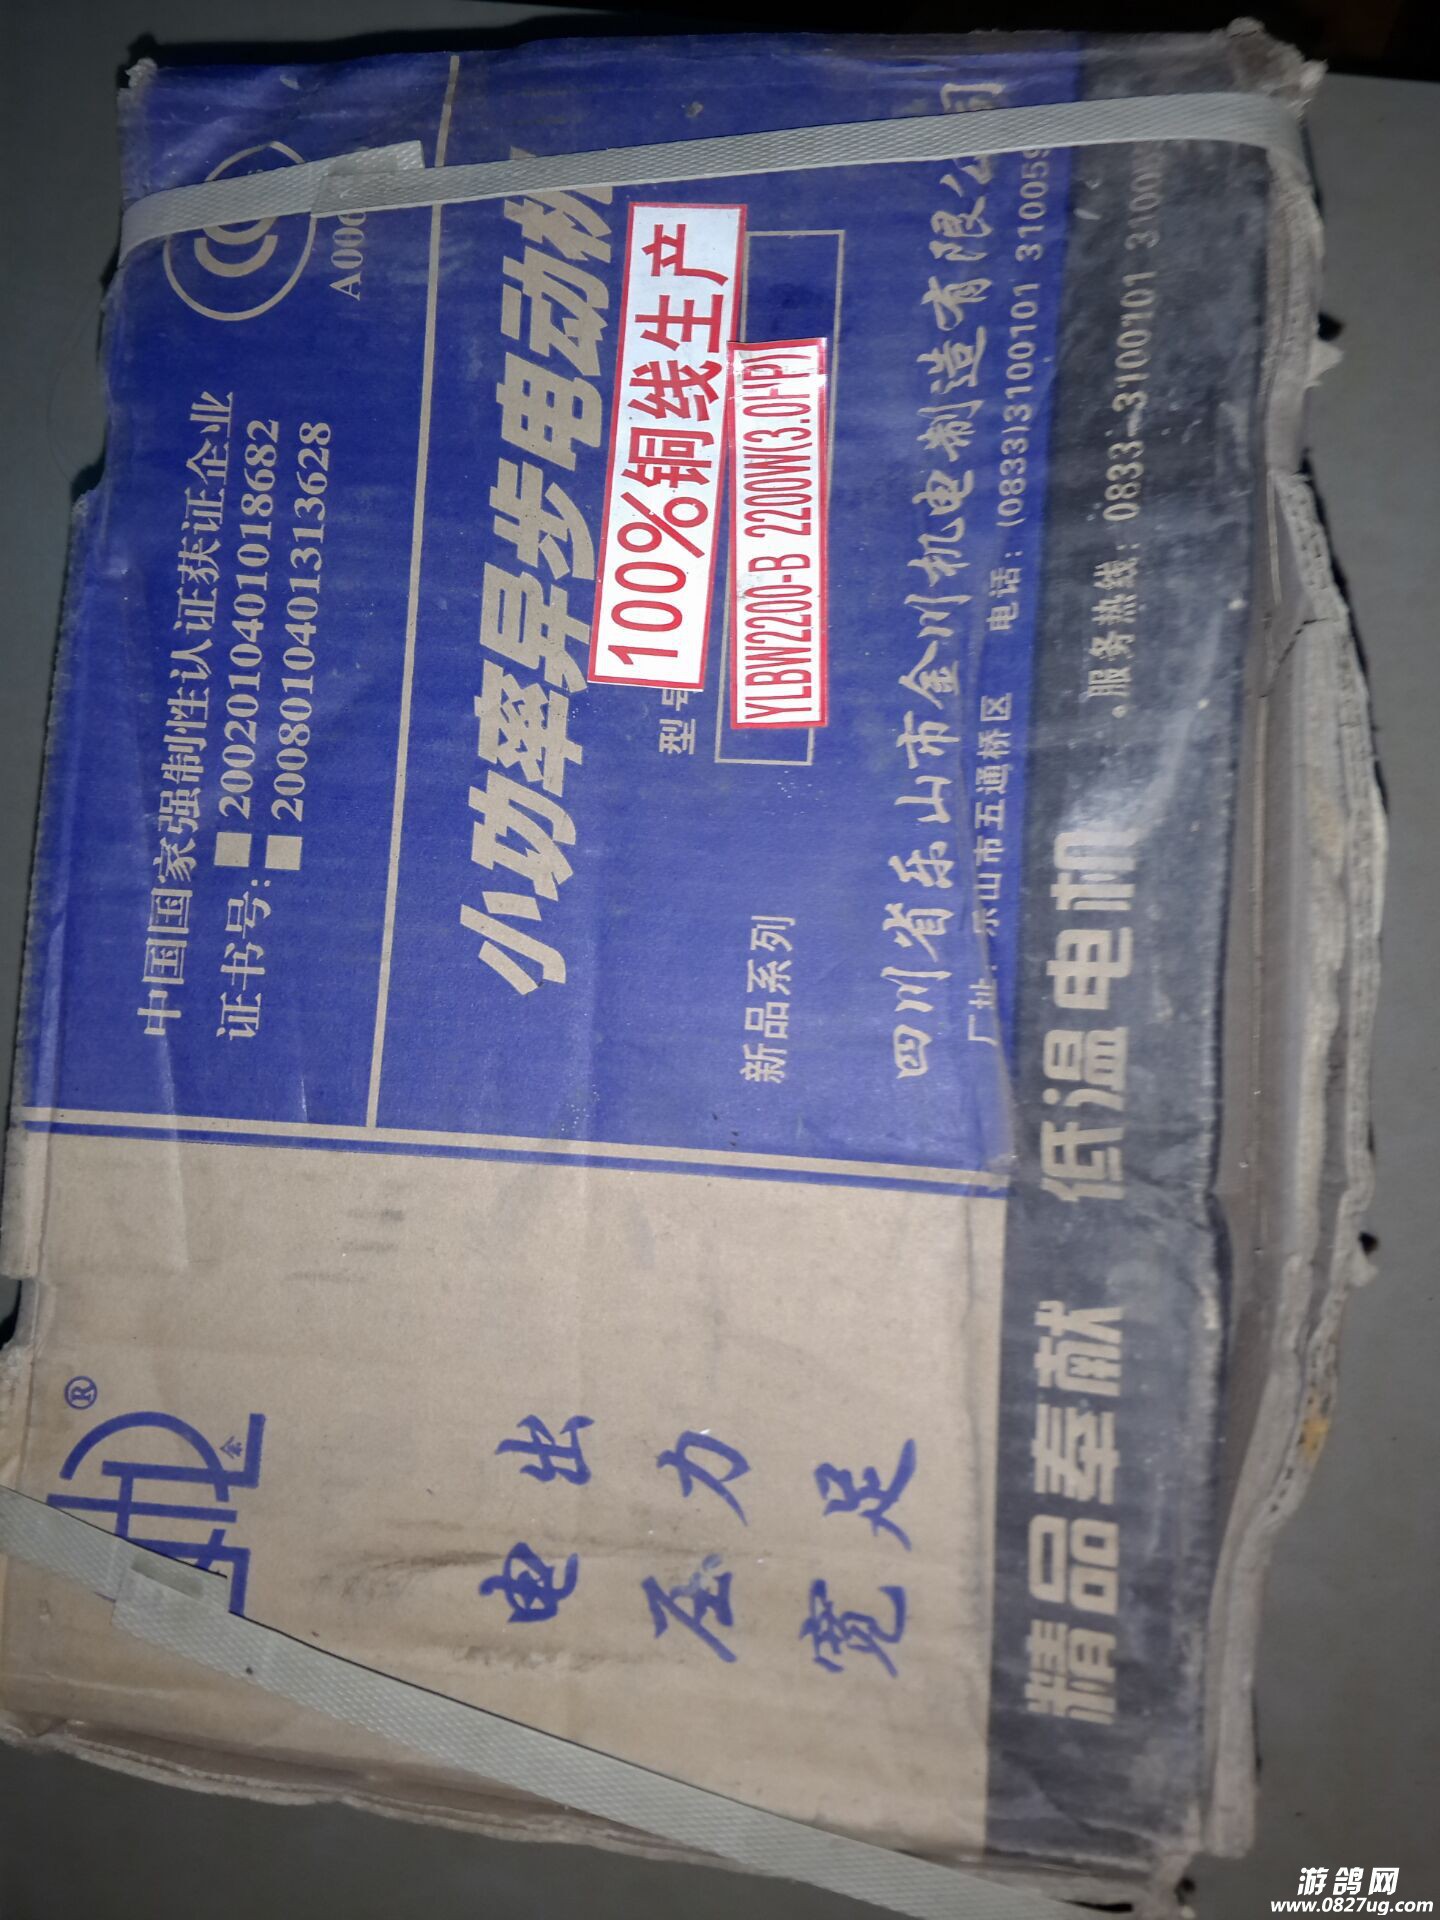 中国国家强制性认证获证企业
证书号:
2002010401018682
2008010401313628
A006
小功率异步电动机
100%铜线生产
型号
YLBW2200-B 2200W(3.0HP)
新品系列
四川省乐山市金川机电制造有限公司
厂址:乐山市五通桥区 电话:(0833)3100101 310059
精品奉献 低温电机
·服务热线:0833-3100101 3100
®
金
电压宽
出力足
游鸽网
www.0827ug.com